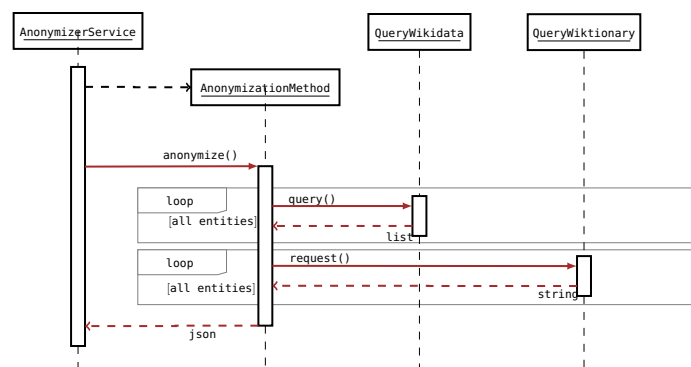 AnonymizerService
QueryWikidata
QueryWiktionary
AnonymizationMethod
anonymize()
loop
query()
[all entities]
list
loop
request()
[all entities]
string
json